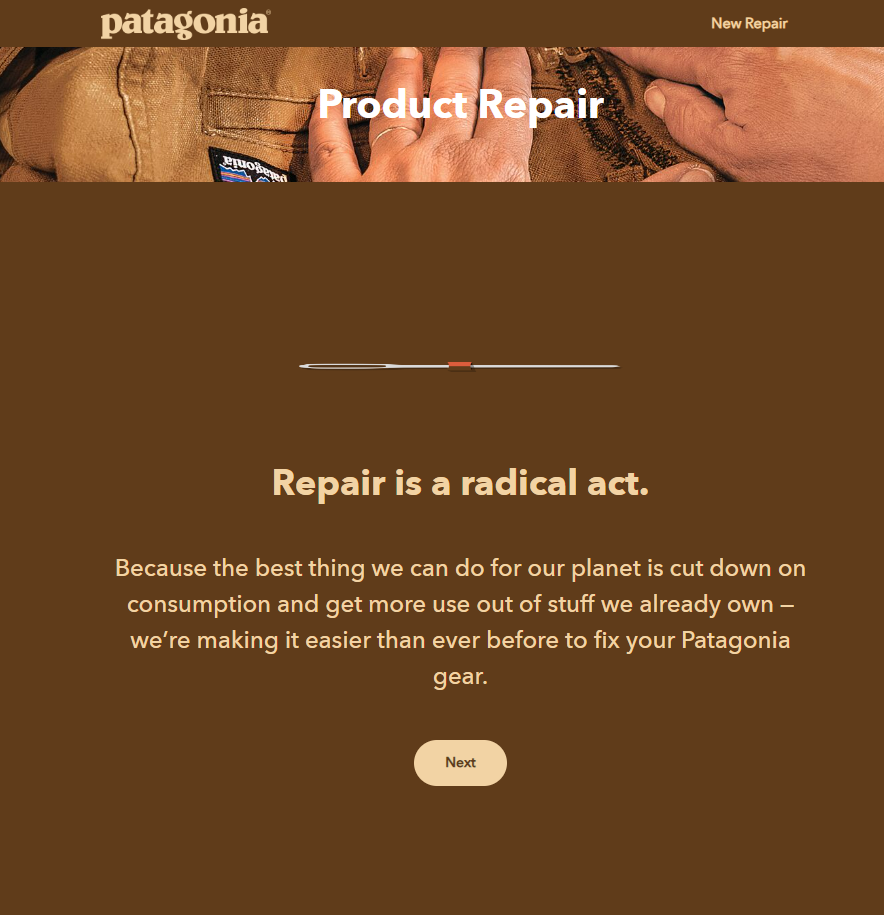 patagonia®
New Repair
Product Repair
patagonia
Repair is a radical act.
Because the best thing we can do for our planet is cut down on
consumption and get more use out of stuff we already own –
we’re making it easier than ever before to fix your Patagonia
gear.
Next